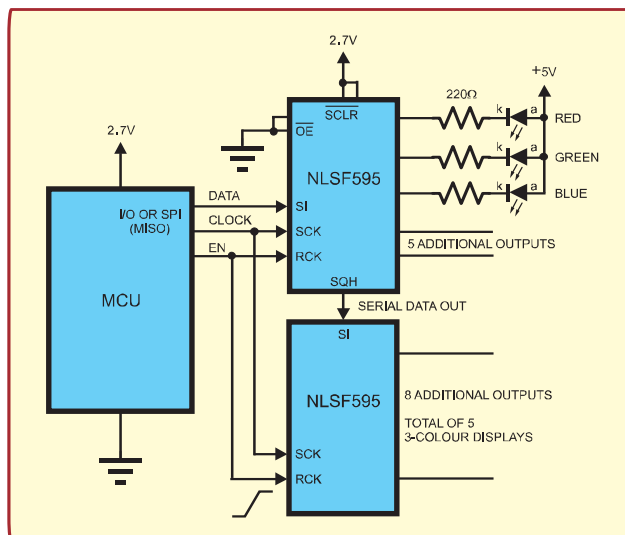 2.7V
+5V
220Ω
SCLR
OE
k
a
RED
2.7V
k
a
GREEN
NLSF595
k
a
BLUE
DATA
I/O OR SPI
(MISO)
SI
CLOCK
SCK
EN
RCK
5 ADDITIONAL OUTPUTS
SQH
MCU
SERIAL DATA OUT
SI
NLSF595
8 ADDITIONAL OUTPUTS
TOTAL OF 5
3-COLOUR DISPLAYS
SCK
RCK